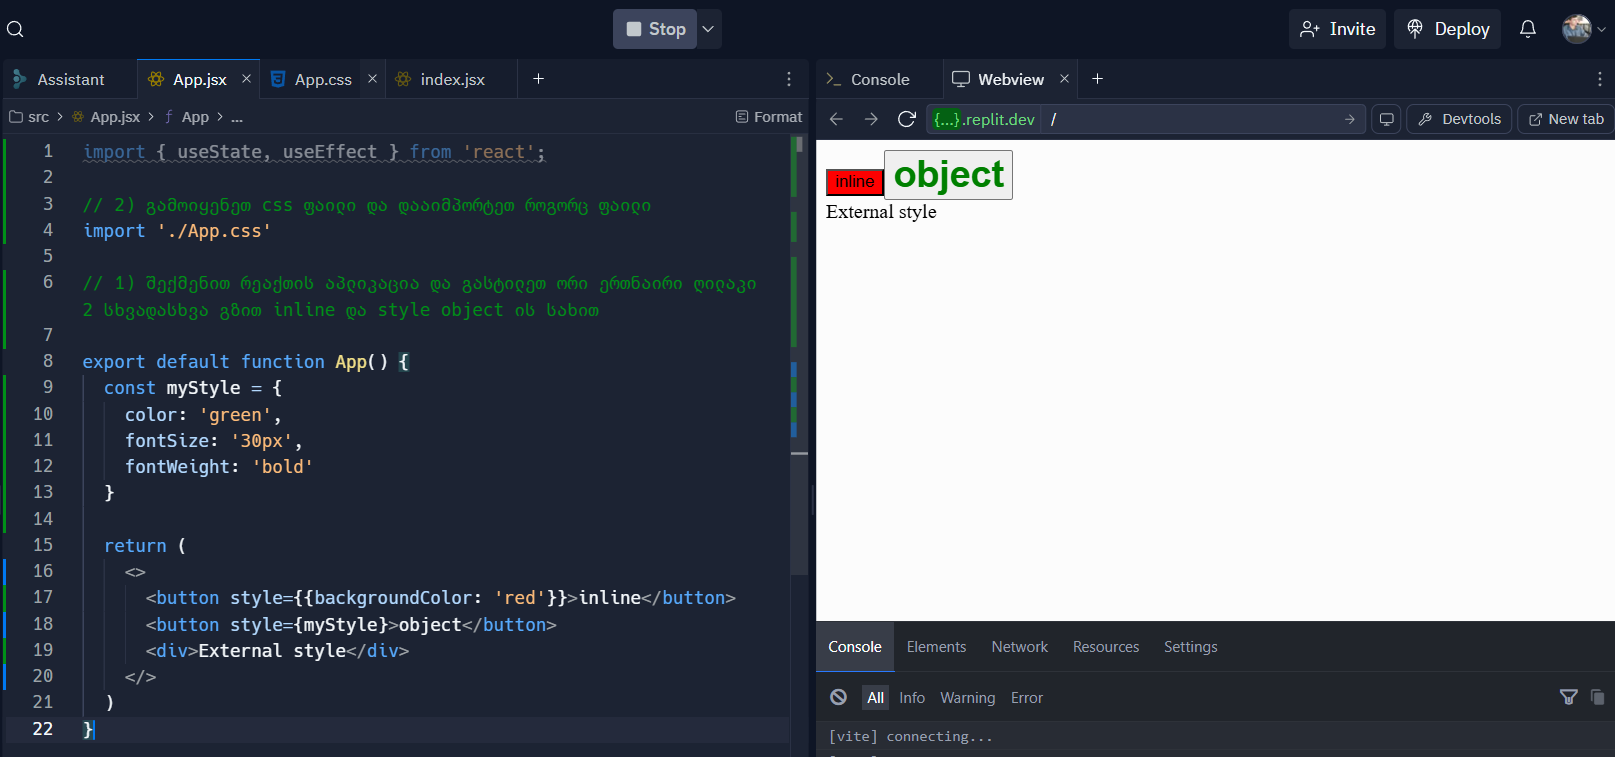 Stop
Invite
Deploy
Assistant
App.jsx
App.css
index.jsx
Console
Webview
src > App.jsx > App > ...
Format
{...}.replit.dev /
Devtools
New tab
1 import { useState, useEffect } from 'react';
2
3 // 2) გამოიყენეთ css ფაილი და დააიმპორტეთ როგორც ფაილი
4 import './App.css'
5
6 // 1) შექმენით რეაქთის აპლიკაცია და გასტილეთ ორი ერთნაირი ღილაკი
2 სხვადასხვა გზით inline და style object ის სახით
7
8 export default function App() {
9 const myStyle = {
10 color: 'green',
11 fontSize: '30px',
12 fontWeight: 'bold'
13 }
14
15 return (
16 <>
17 <button style={{backgroundColor: 'red'}}>inline</button>
18 <button style={myStyle}>object</button>
19 <div>External style</div>
20 </>
21 )
22 }
inline object
External style
Console Elements Network Resources Settings
All Info Warning Error
[vite] connecting...